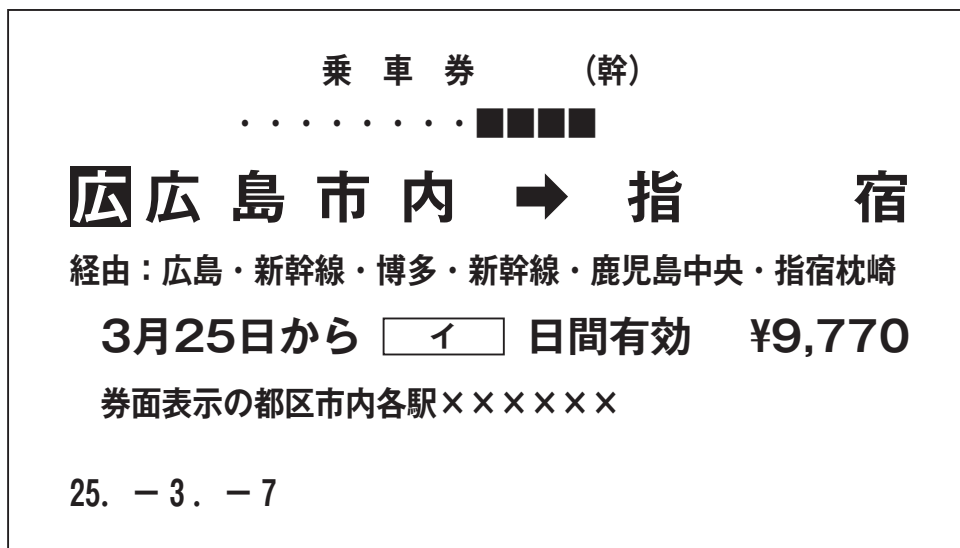 乗 車 券 （幹）
・・・・・・・・■■■■
広 広 島 市 内 ➡ 指 宿
経由：広島・新幹線・博多・新幹線・鹿児島中央・指宿枕崎
3月25日から イ 日間有効 ¥9,770
券面表示の都区市内各駅××××××
25. －3. －7